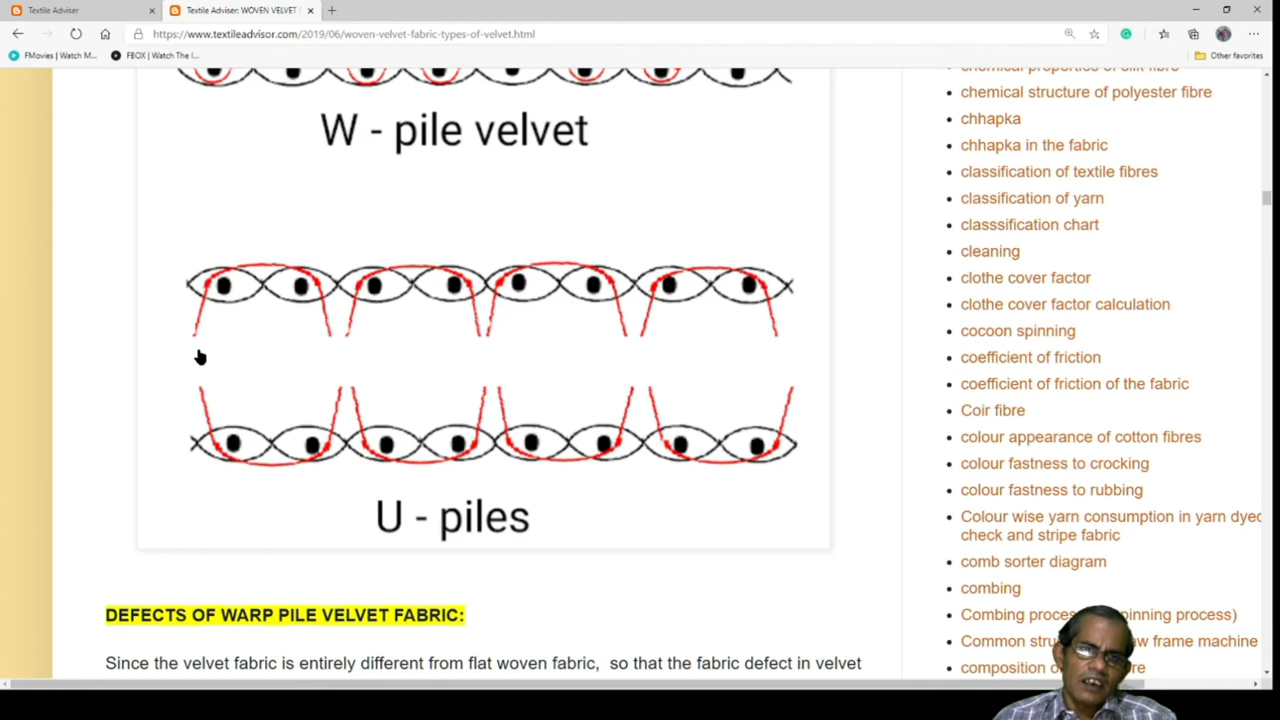 Textile Adviser
Textile Adviser: WOVEN VELVET
https://www.textileadvisor.com/2019/06/woven-velvet-fabric-types-of-velvet.html
FMovies | Watch M...
FBOX | Watch The I...
Other favorites
W - pile velvet
U - piles
DEFECTS OF WARP PILE VELVET FABRIC:
Since the velvet fabric is entirely different from flat woven fabric, so that the fabric defect in velvet
chemical properties of silk fibre
chemical structure of polyester fibre
chhapka
chhapka in the fabric
classification of textile fibres
classification of yarn
classsification chart
cleaning
clothe cover factor
clothe cover factor calculation
cocoon spinning
coefficient of friction
coefficient of friction of the fabric
Coir fibre
colour appearance of cotton fibres
colour fastness to crocking
colour fastness to rubbing
Colour wise yarn consumption in yarn dyed
check and stripe fabric
comb sorter diagram
combing
Combing process pinning process)
Common stru w frame machine
composition o re